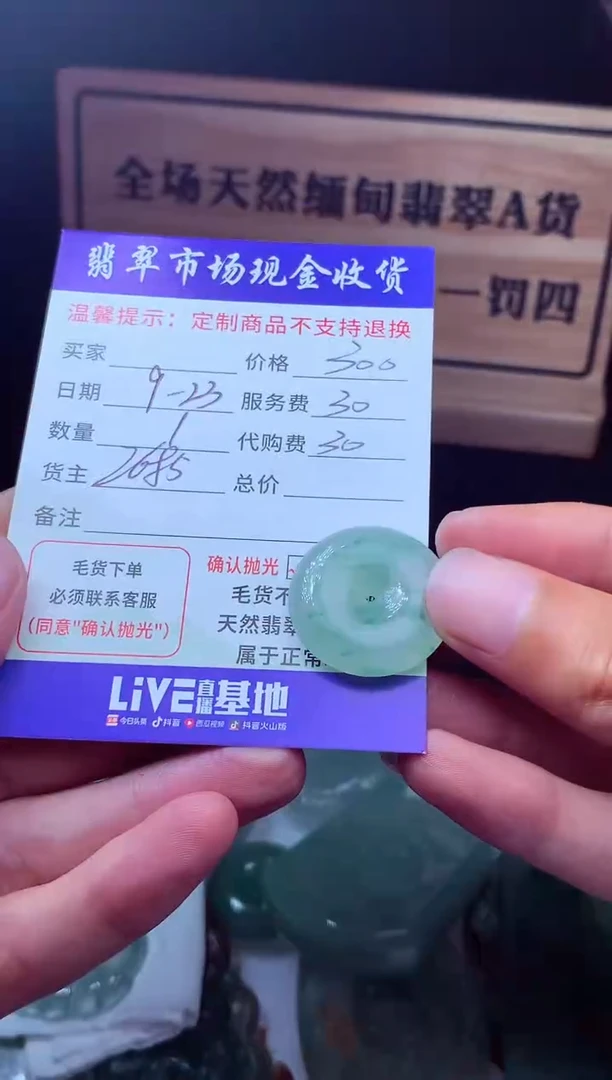 全场天然缅甸翡翠A货
一罚四
翡翠市场现金收货
温馨提示：定制商品不支持退换
买家 价格 300
日期 9-23 服务费 30
数量 1 代购费 30
货主 2685 总价
备注
毛货下单
必须联系客服
(同意"确认抛光")
确认抛光
毛货不
天然翡翠
属于正常
LiVE直播基地
今日头条 抖音 西瓜视频 抖音火山版